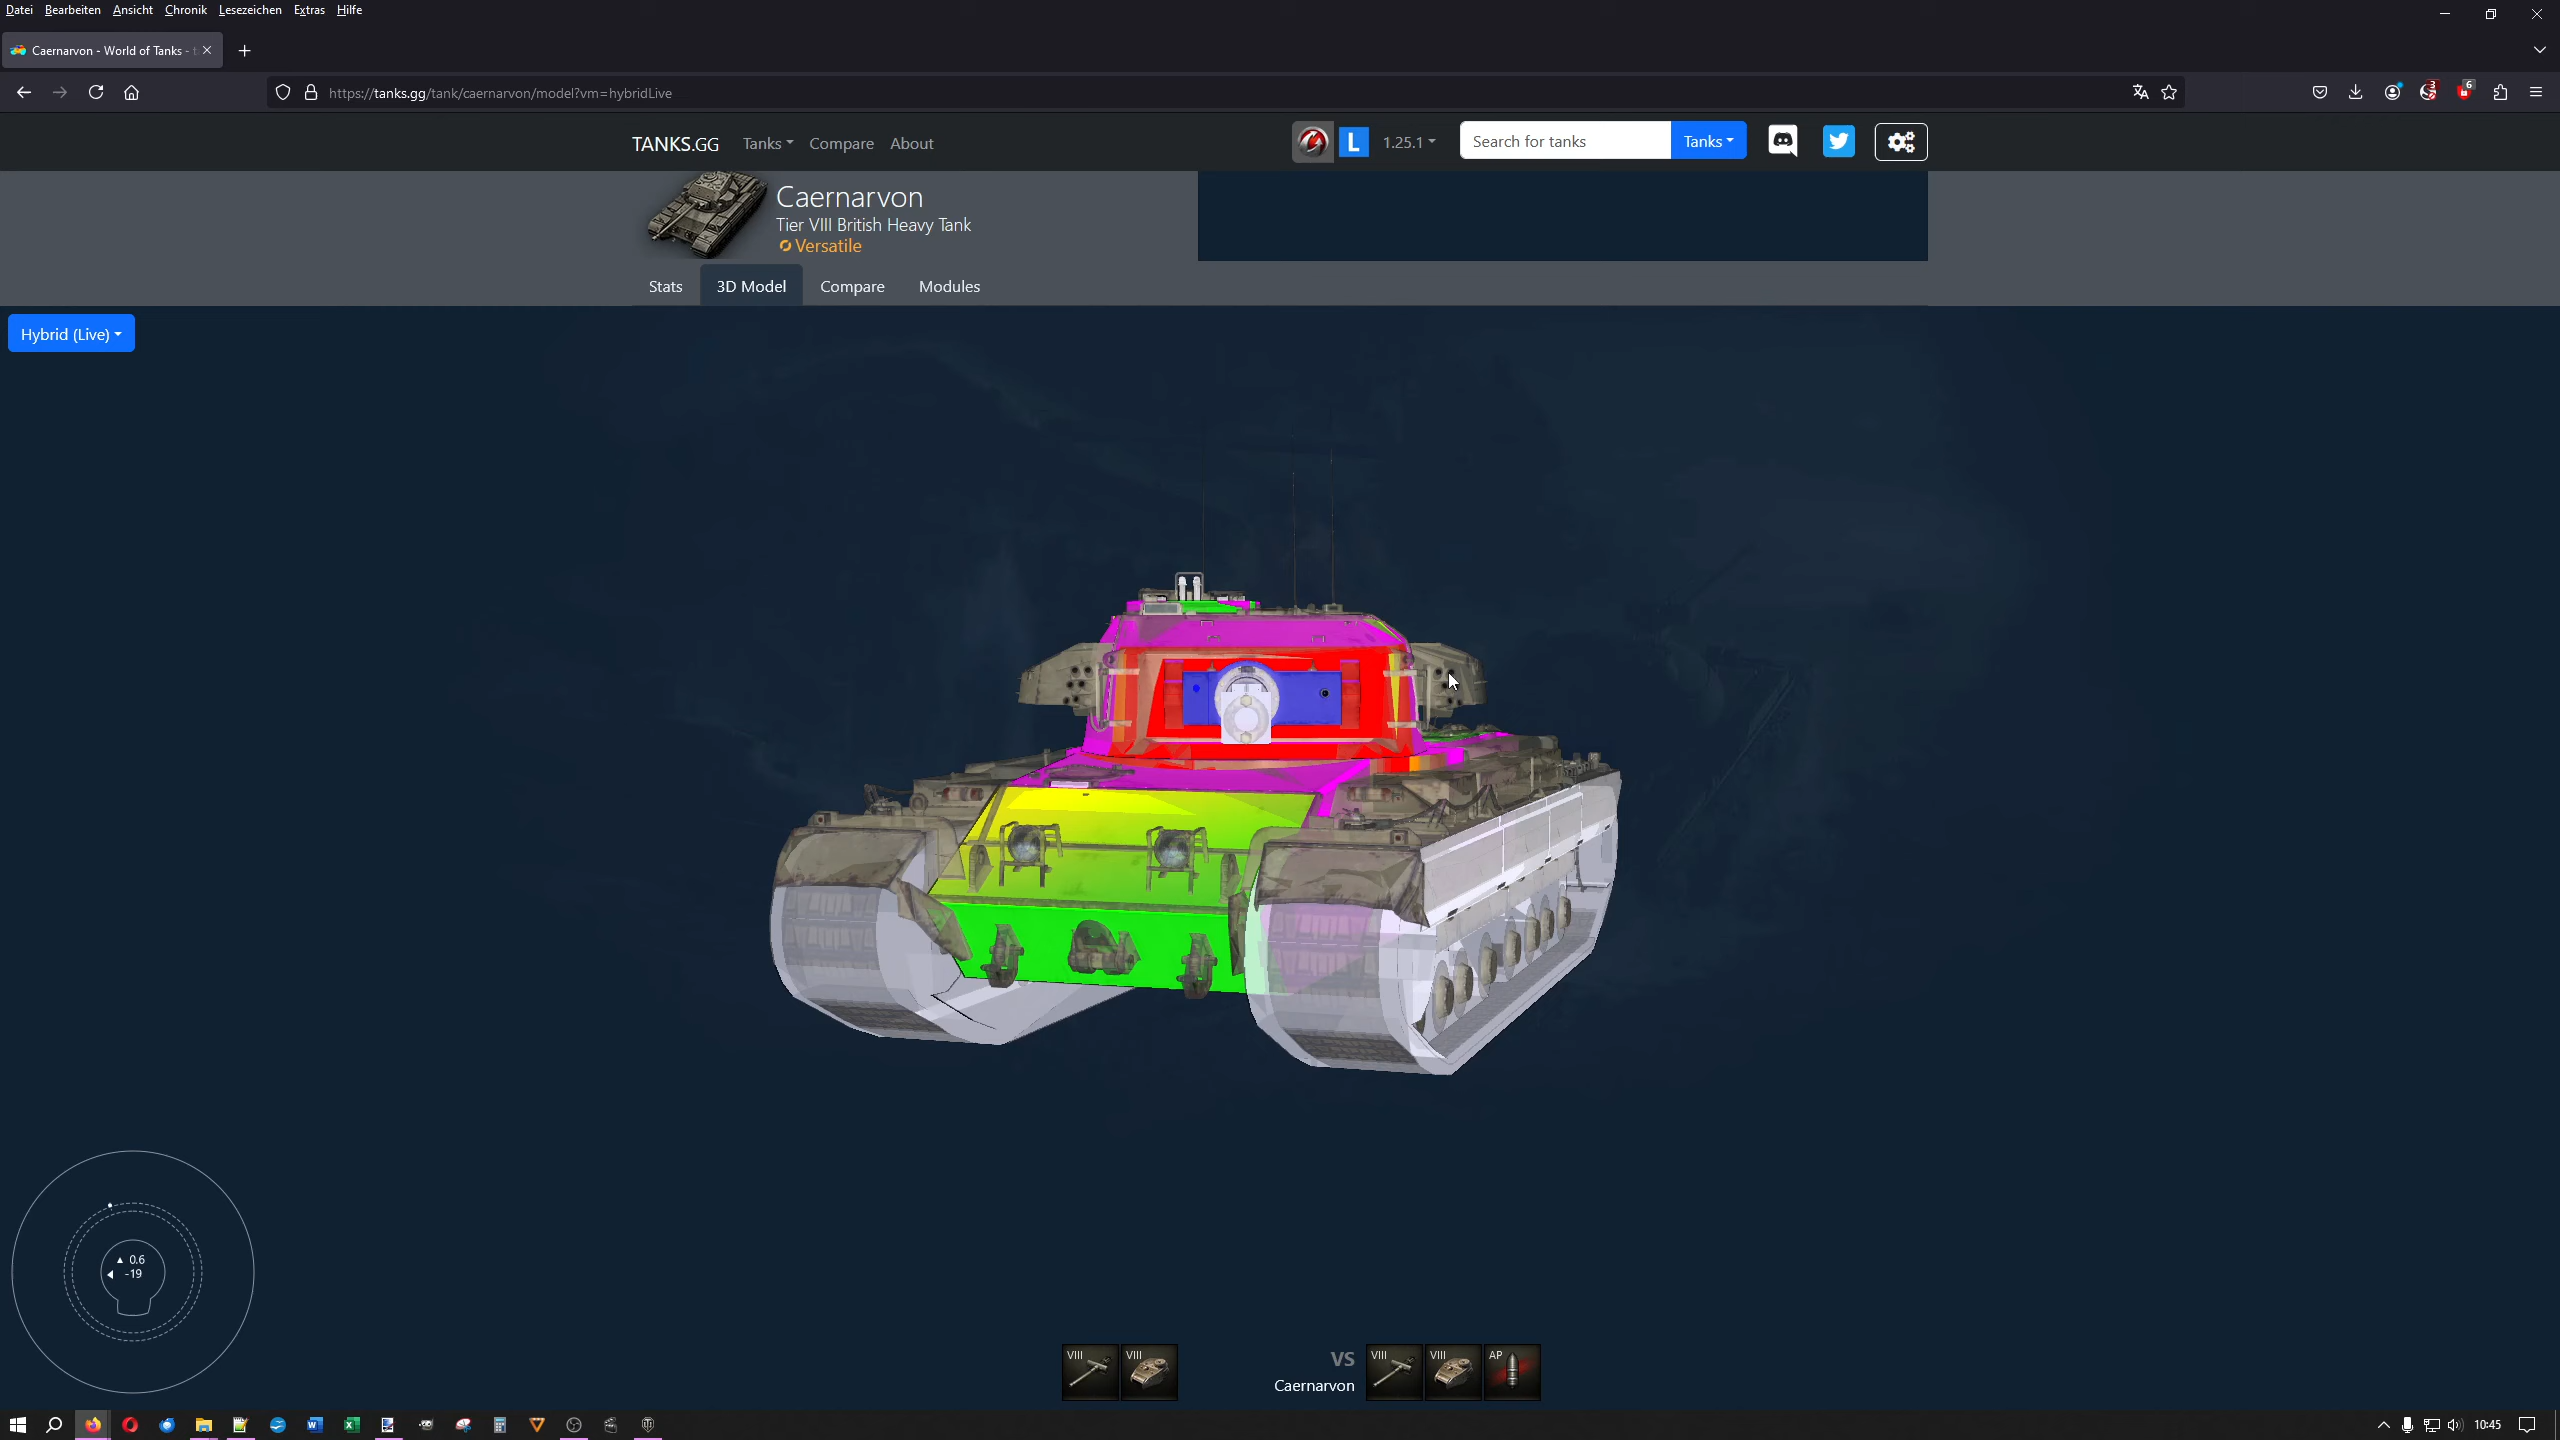 Datei Bearbeiten Ansicht Chronik Lesezeichen Extras Hilfe
Caernarvon - World of Tanks - t
https://tanks.gg/tank/caernarvon/model?vm=hybridLive
3
6
TANKS.GG Tanks Compare About L 1.25.1 Search for tanks Tanks
Caernarvon
Tier VIII British Heavy Tank
Versatile
Stats 3D Model Compare Modules
Hybrid (Live)
0.6
-19
VIII VIII VS VIII VIII AP
Caernarvon
10:45